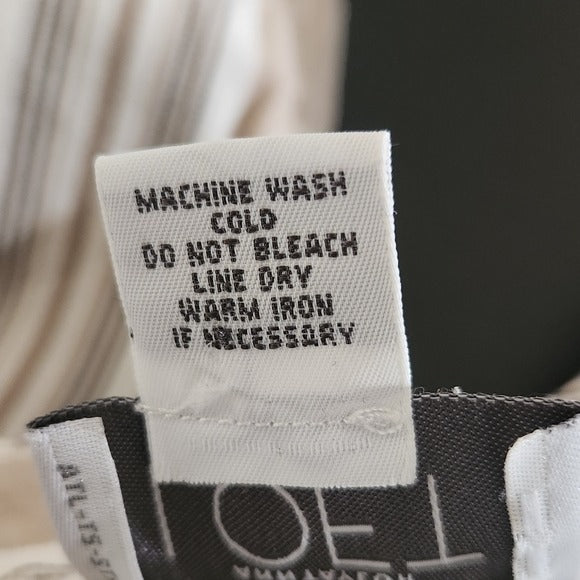 MACHINE WASH
COLD
DO NOT BLEACH
LINE DRY
WARM IRON
IF NECESSARY